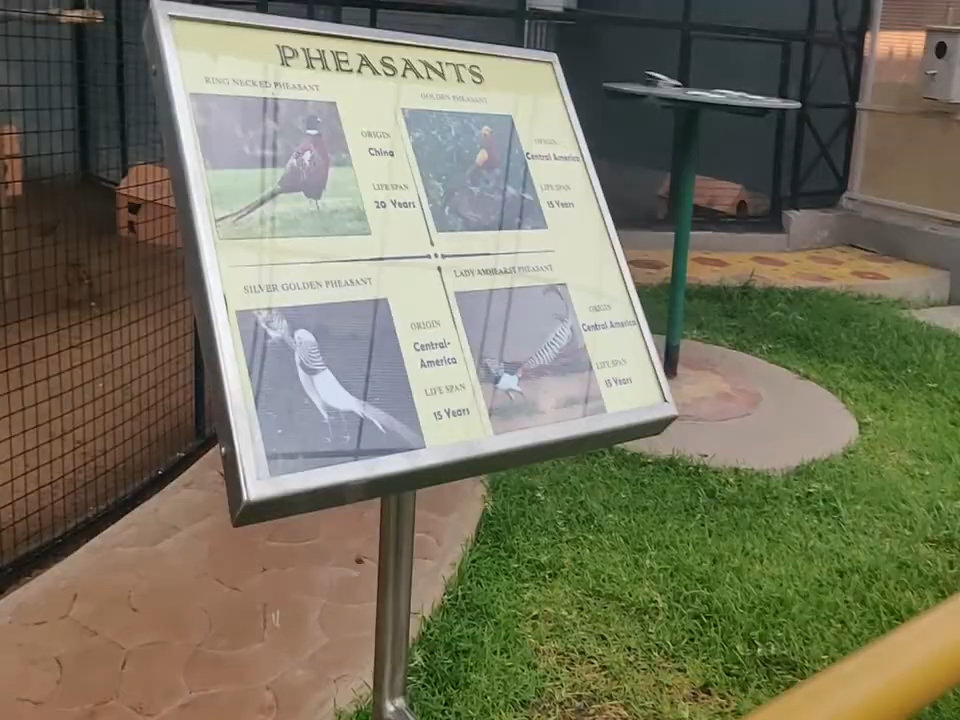 PHEASANTS
RING NECKED PHEASANT
ORIGIN
China
LIFE SPAN
20 Years
GOLDEN PHEASANT
ORIGIN
Central America
LIFE SPAN
15 Years
SILVER GOLDEN PHEASANT
ORIGIN
Central-
America
LIFE SPAN
15 Years
LADY AMHERST PHEASANT
ORIGIN
Central America
LIFE SPAN
15 Years